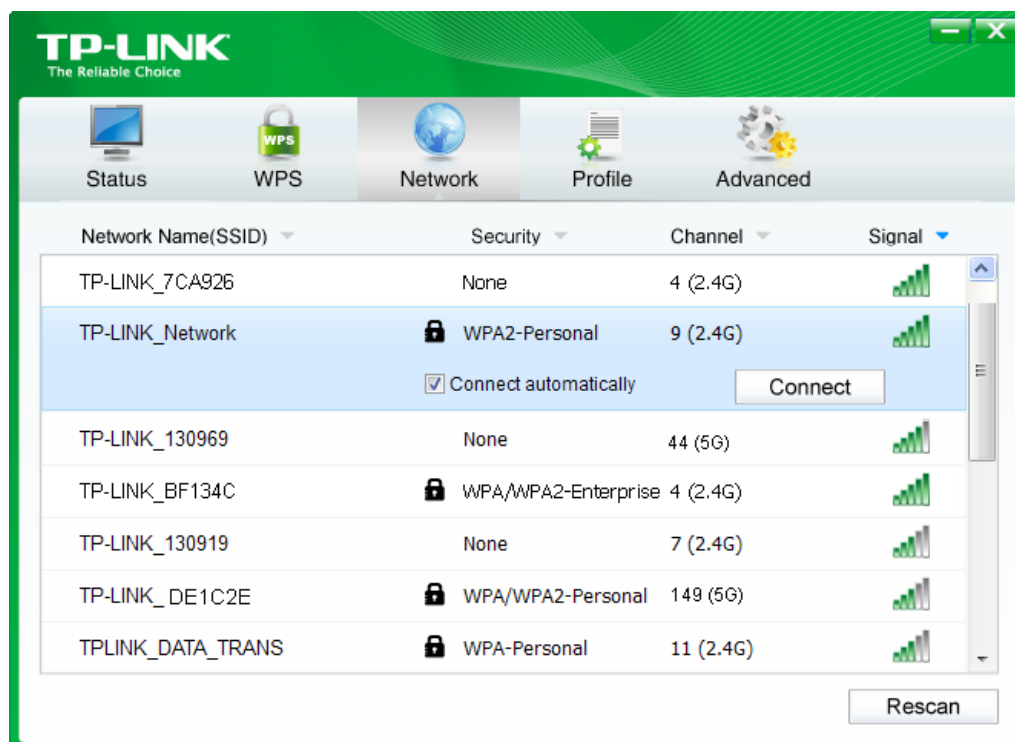 TP-LINK
The Reliable Choice
WPS
Status WPS Network Profile Advanced
Network Name(SSID) Security Channel Signal
TP-LINK_7CA926 None 4 (2.4G)
TP-LINK_Network WPA2-Personal 9 (2.4G)
Connect automatically Connect
TP-LINK_130969 None 44 (5G)
TP-LINK_BF134C WPA/WPA2-Enterprise 4 (2.4G)
TP-LINK_130919 None 7 (2.4G)
TP-LINK_ DE1C2E WPA/WPA2-Personal 149 (5G)
TPLINK_DATA_TRANS WPA-Personal 11 (2.4G)
Rescan